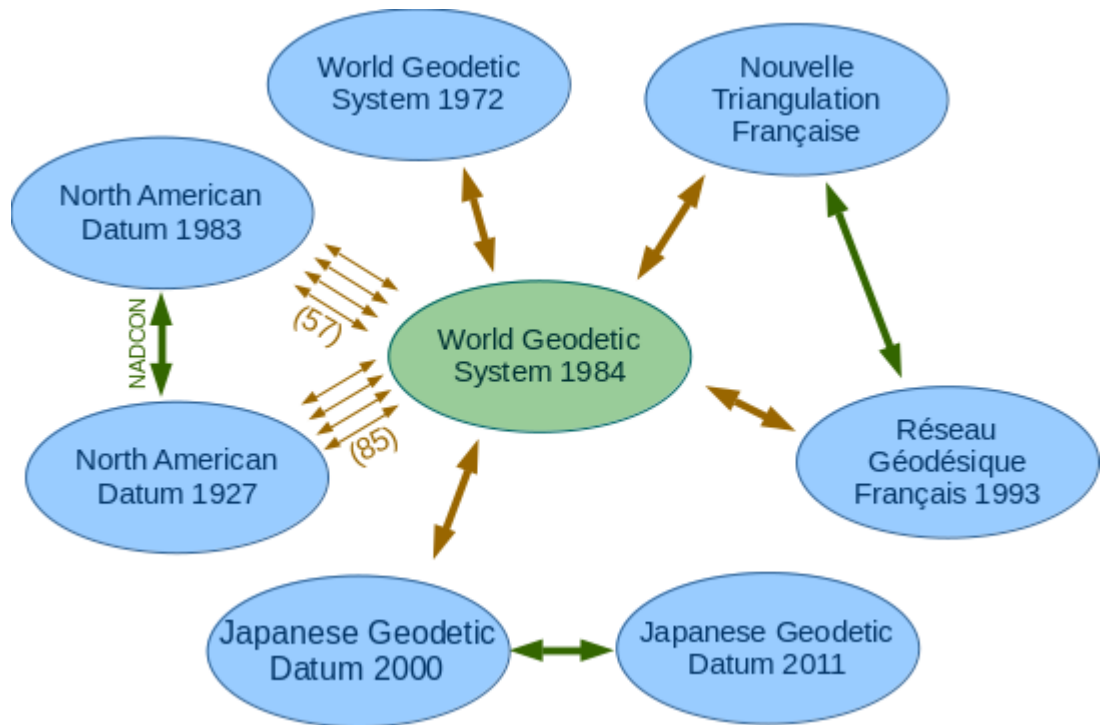 World Geodetic
System 1972
Nouvelle
Triangulation
Française
North American
Datum 1983
(57)
NADCON
World Geodetic
System 1984
(85)
North American
Datum 1927
Réseau
Géodésique
Français 1993
Japanese Geodetic
Datum 2000
Japanese Geodetic
Datum 2011